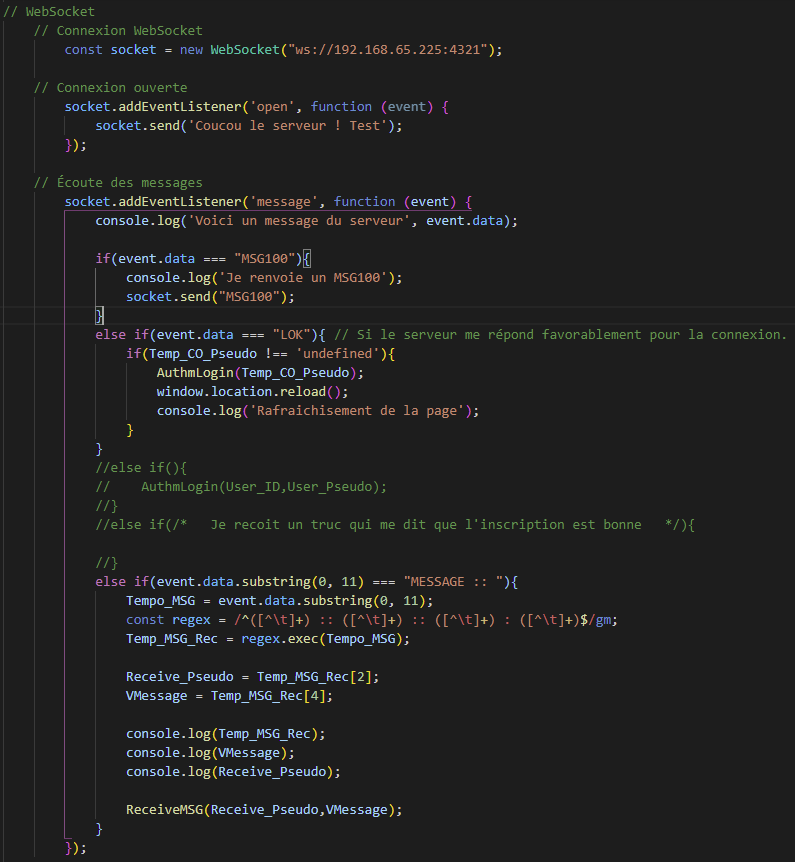 // WebSocket
// Connexion WebSocket
const socket = new WebSocket("ws://192.168.65.225:4321");
// Connexion ouverte
socket.addEventListener('open', function (event) {
socket.send('Coucou le serveur ! Test');
});
// Écoute des messages
socket.addEventListener('message', function (event) {
console.log('Voici un message du serveur', event.data);
if(event.data === "MSG100"){
console.log('Je renvoie un MSG100');
socket.send("MSG100");
}
else if(event.data === "LOK"){ // Si le serveur me répond favorablement pour la connexion.
if(Temp_CO_Pseudo !== 'undefined'){
AuthmLogin(Temp_CO_Pseudo);
window.location.reload();
console.log('Rafraichisement de la page');
}
}
//else if(){
//    AuthmLogin(User_ID,User_Pseudo);
//}
//else if(/*   Je recoit un truc qui me dit que l'inscription est bonne   */){
//}
else if(event.data.substring(0, 11) === "MESSAGE :: "){
Tempo_MSG = event.data.substring(0, 11);
const regex = /^([^\t]+) :: ([^\t]+) :: ([^\t]+) : ([^\t]+)$/gm;
Temp_MSG_Rec = regex.exec(Tempo_MSG);
Receive_Pseudo = Temp_MSG_Rec[2];
VMessage = Temp_MSG_Rec[4];
console.log(Temp_MSG_Rec);
console.log(VMessage);
console.log(Receive_Pseudo);
ReceiveMSG(Receive_Pseudo,VMessage);
}
});